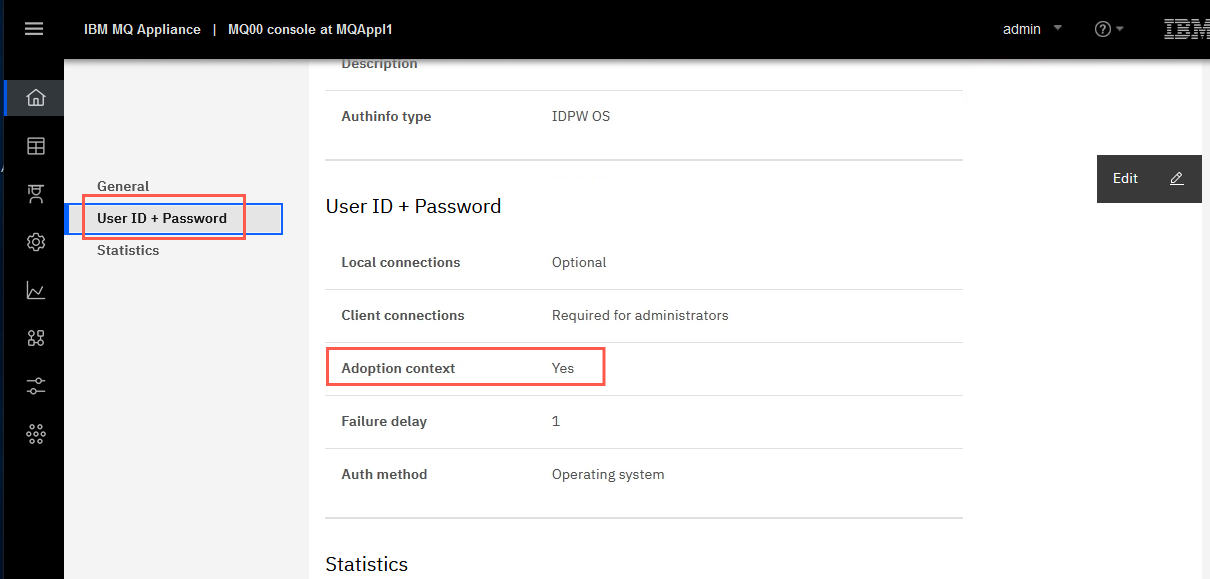 IBM MQ Appliance | MQ00 console at MQAppl1
admin
IBM
General
User ID + Password
Statistics
Description
Authinfo type IDPW OS
Edit
User ID + Password
Local connections Optional
Client connections Required for administrators
Adoption context Yes
Failure delay 1
Auth method Operating system
Statistics